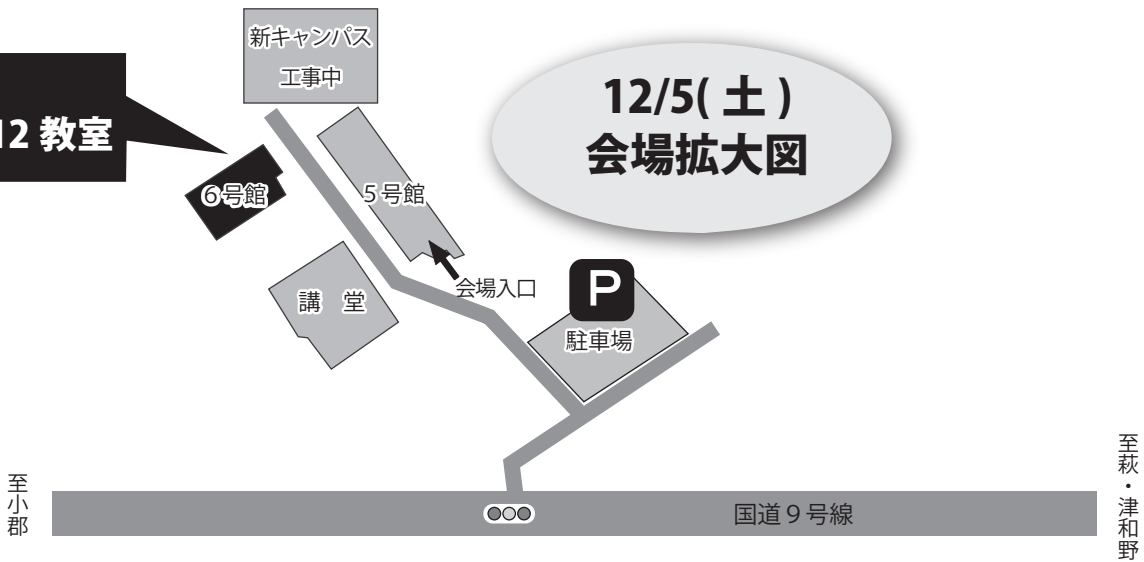 新キャンパス
工事中
12/5( 土 )
会場拡大図
12 教室
6号館
5号館
会場入口
P
駐車場
講 堂
至小郡
国道9号線
至萩・津和野